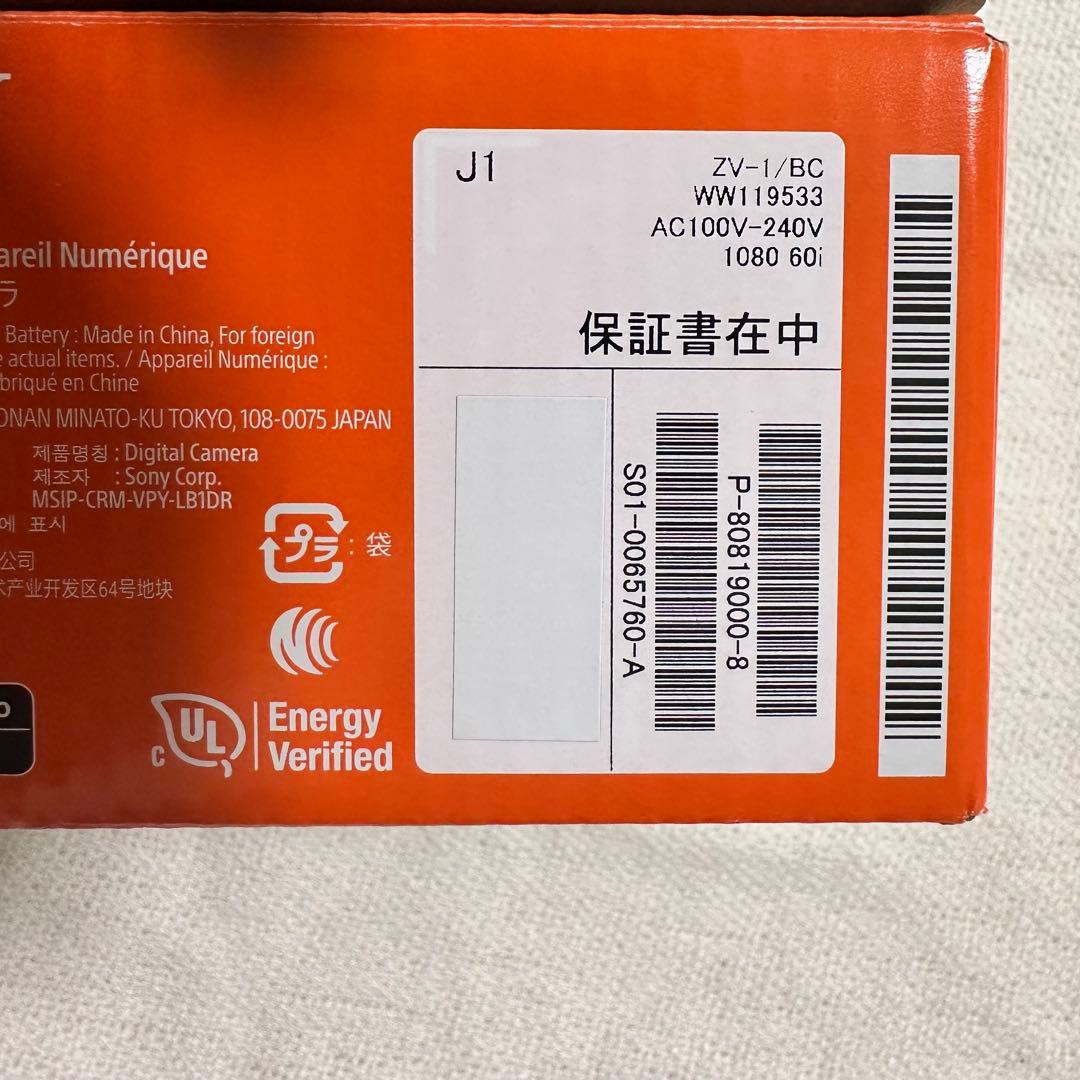 areil Numérique
ラ
Battery : Made in China, For foreign
e actual items. / Appareil Numérique :
briqué en Chine
ONAN MINATO-KU TOKYO, 108-0075 JAPAN
제품명칭 : Digital Camera
제조자 : Sony Corp.
MSIP-CRM-VPY-LB1DR
에 표시
公司
术产业开发区64号地块
プラ : 袋
C UL Energy
Verified
J1
ZV-1/BC
WW119533
AC100V-240V
1080 60i
保証書在中
S01-0065760-A
P-80819000-8